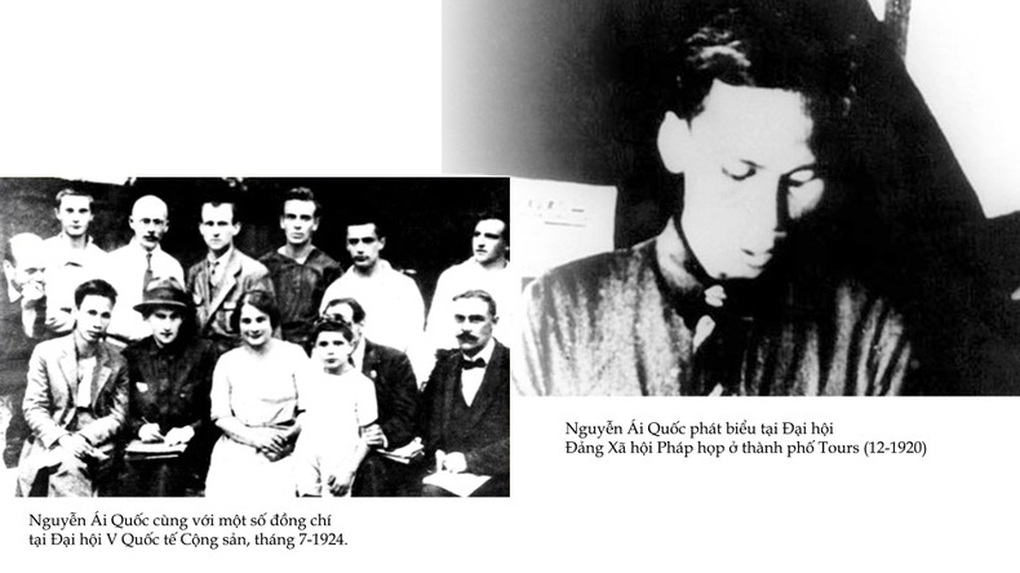 Nguyễn Ái Quốc phát biểu tại Đại hội
Đảng Xã hội Pháp họp ở thành phố Tours (12-1920)
Nguyễn Ái Quốc cùng với một số đồng chí
tại Đại hội V Quốc tế Cộng sản, tháng 7-1924.